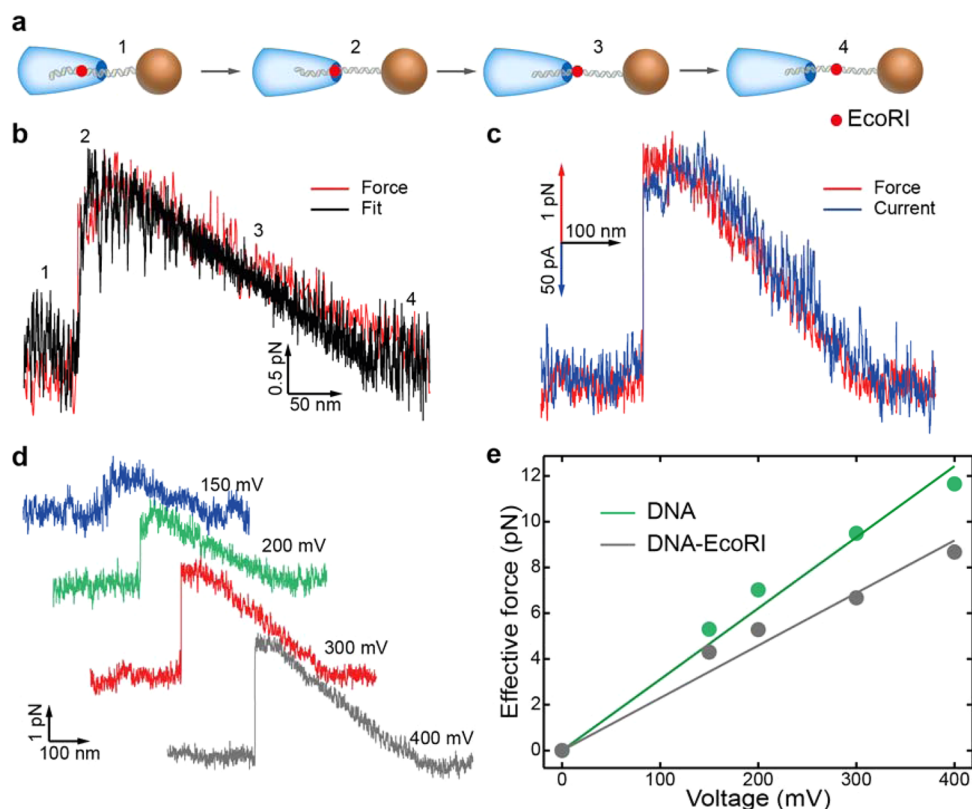 a
1
2
3
4
EcoRI
b
2
Force
Fit
1
3
4
0.5 pN
50 nm
c
1 pN
50 pA
100 nm
Force
Current
d
150 mV
200 mV
300 mV
400 mV
1 pN
100 nm
e
Effective force (pN)
12
10
8
6
4
2
0
DNA
DNA-EcoRI
0
100
200
300
400
Voltage (mV)